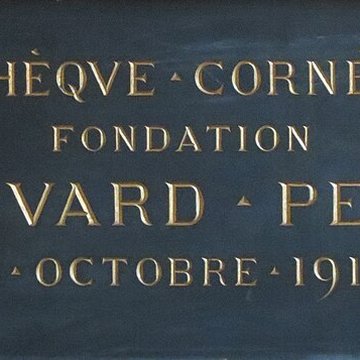 HÈQVE · CORNE
FONDATION
VARD · PE
· OCTOBRE · 191